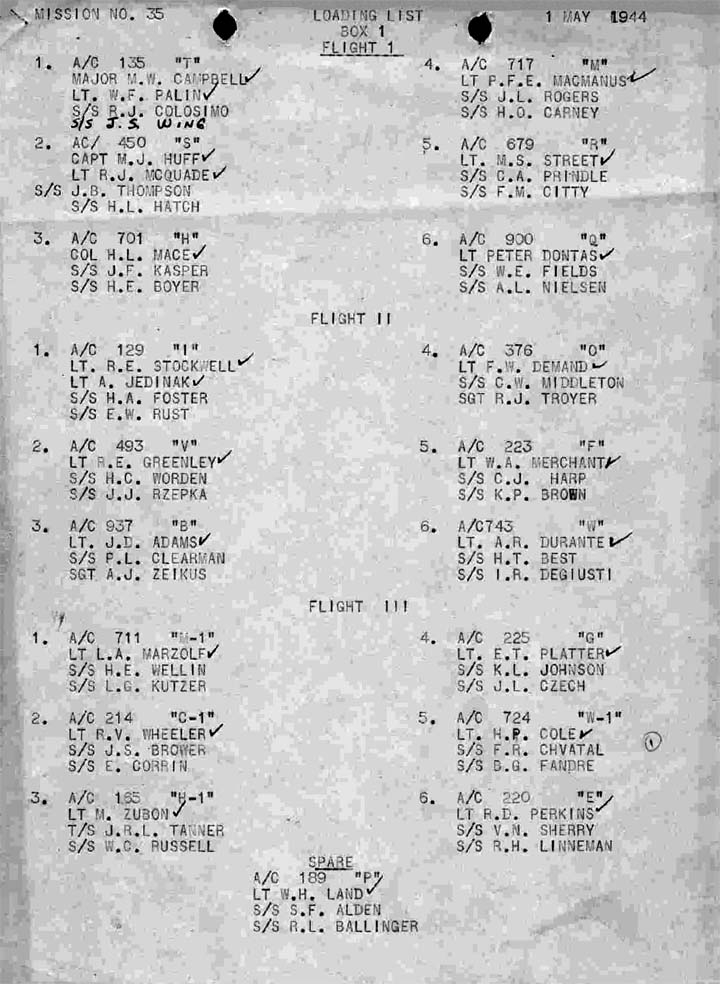 MISSION NO. 35 LOADING LIST 1 MAY 1944
BOX 1
FLIGHT 1
1. A/C 135 "T"
MAJOR M.W. CAMPBELL✓
LT. W.F. PALIN✓
S/S R.J. COLOSIMO
S/S J.S. WING
2. AC/ 450 "S"
CAPT M.J. HUFF✓
LT R.J. MCQUADE✓
S/S J.B. THOMPSON
S/S H.L. HATCH
3. A/C 701 "H"
COL H.L. MACE✓
S/S J.F. KASPER
S/S H.E. BOYER
4. A/C 717 "M"
LT P.F.E. MACMANUS✓
S/S J.L. ROGERS
S/S H.O. CARNEY
5. A/C 679 "R"
LT. M.S. STREET✓
S/S C.A. PRINDLE
S/S F.M. CITTY
6. A/C 900 "Q"
LT PETER DONTAS✓
S/S W.E. FIELDS
S/S A.L. NIELSEN
FLIGHT II
1. A/C 129 "I"
LT. R.E. STOCKWELL✓
LT A. JEDINAK✓
S/S H.A. FOSTER
S/S E.W. RUST
2. A/C 493 "V"
LT R.E. GREENLEY✓
S/S H.C. WORDEN
S/S J.J. RZEPKA
3. A/C 937 "B"
LT. J.D. ADAMS✓
S/S P.L. CLEARMAN
SGT A.J. ZEIKUS
4. A/C 376 "O"
LT F.W. DEMAND✓
S/S C.W. MIDDLETON
SGT R.J. TROYER
5. A/C 223 "F"
LT W.A. MERCHANT✓
S/S C.J. HARP
S/S K.P. BROWN
6. A/C743 "W"
LT. A.R. DURANTE✓
S/S H.T. BEST
S/S I.R. DEGIUSTI
FLIGHT III
1. A/C 711 "M-1"
LT L.A. MARZOLF✓
S/S H.E. WELLIN
S/S L.G. KUTZER
2. A/C 214 "C-1"
LT R.V. WHEELER✓
S/S J.S. BROWER
S/S E. CORRIN
3. A/C 165 "H-1"
LT M. ZUBON✓
T/S J.R.L. TANNER
S/S W.C. RUSSELL
4. A/C 225 "G"
LT. E.T. PLATTER✓
S/S K.L. JOHNSON
S/S J.L. CZECH
5. A/C 724 "W-1"
LT. H.P. COLE✓
S/S F.R. CHVATAL
S/S B.G. FANDRE
6. A/C 220 "E"
LT R.D. PERKINS✓
S/S V.N. SHERRY
S/S R.H. LINNEMAN
SPARE
A/C 189 "P"
LT W.H. LAND✓
S/S S.F. ALDEN
S/S R.L. BALLINGER